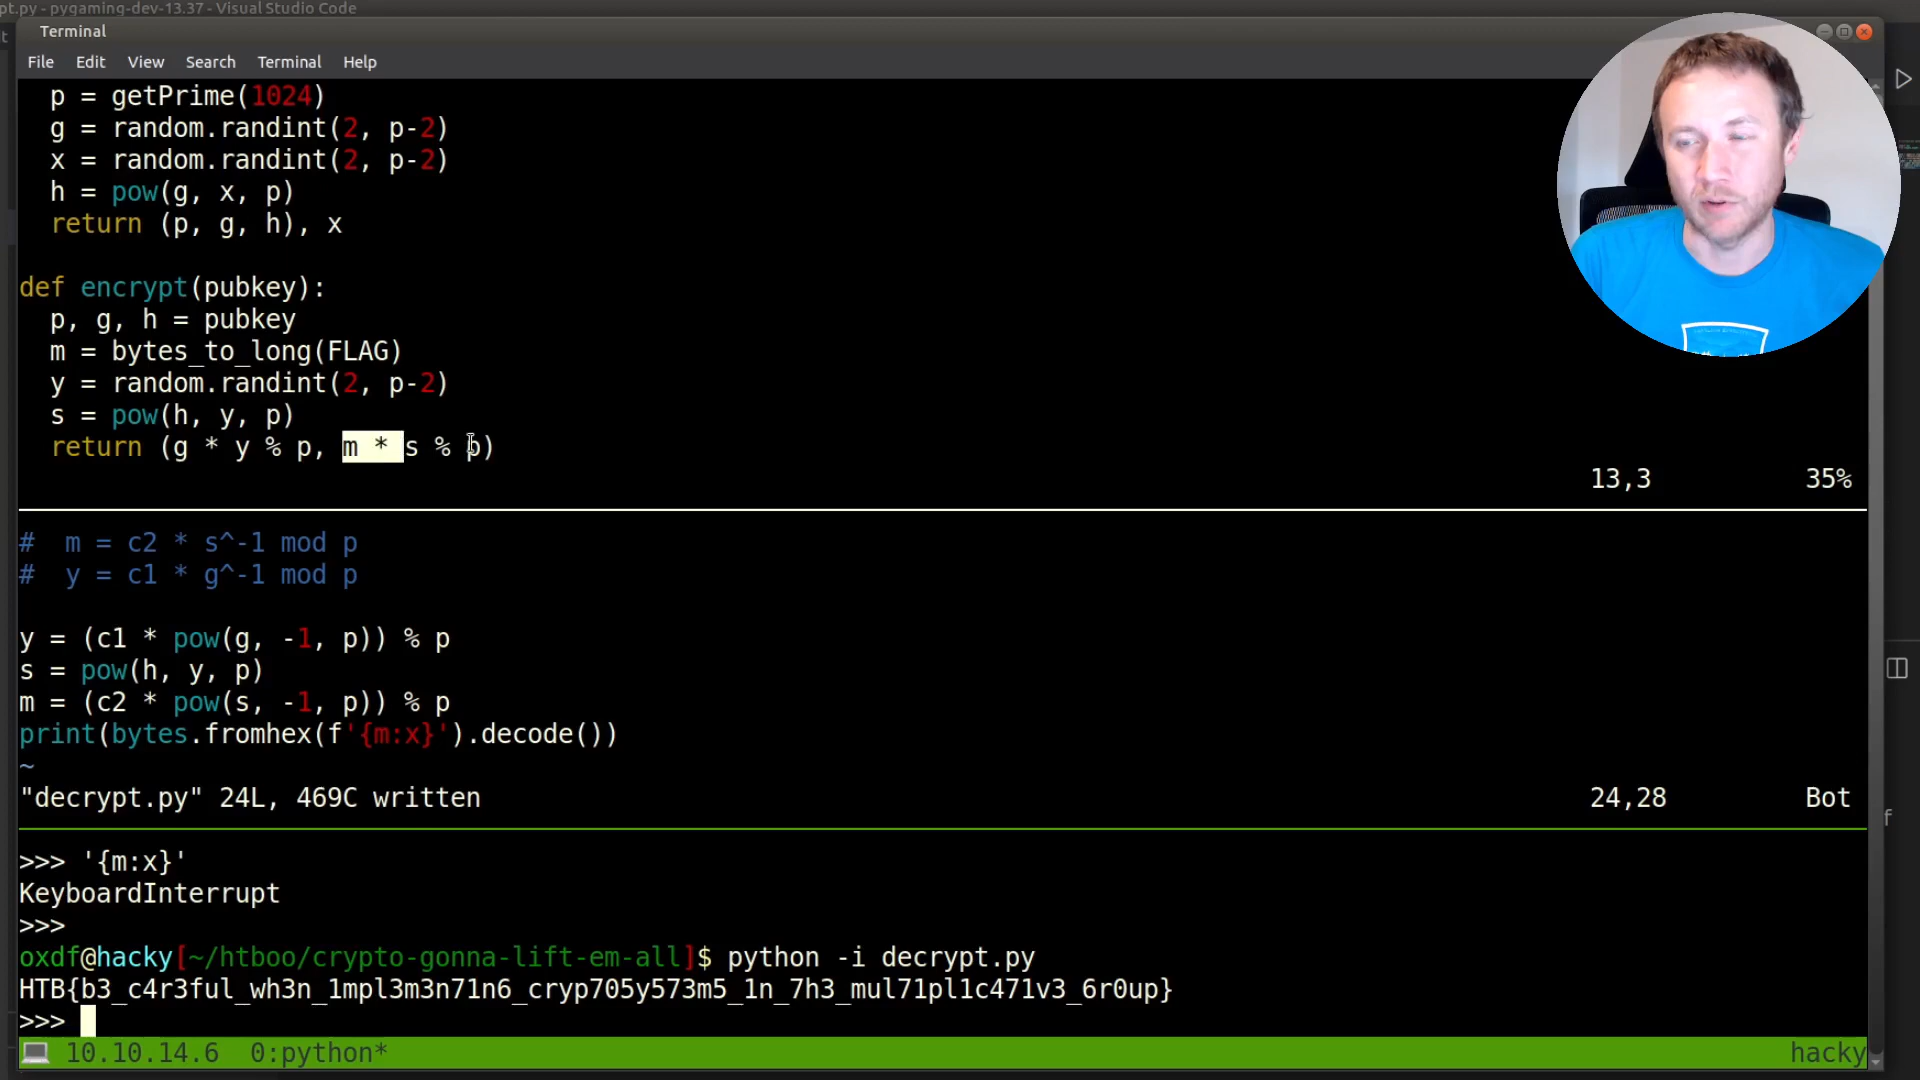 pt.py - pygaming-dev-13.37 - Visual Studio Code
Terminal
File Edit View Search Terminal Help
p = getPrime(1024)
g = random.randint(2, p-2)
x = random.randint(2, p-2)
h = pow(g, x, p)
return (p, g, h), x
def encrypt(pubkey):
p, g, h = pubkey
m = bytes_to_long(FLAG)
y = random.randint(2, p-2)
s = pow(h, y, p)
return (g * y % p, m * s % p)
13,3 35%
# m = c2 * s^-1 mod p
# y = c1 * g^-1 mod p
y = (c1 * pow(g, -1, p)) % p
s = pow(h, y, p)
m = (c2 * pow(s, -1, p)) % p
print(bytes.fromhex(f'{m:x}').decode())
~
"decrypt.py" 24L, 469C written 24,28 Bot
>>> '{m:x}'
KeyboardInterrupt
>>>
oxdf@hacky[~/htboo/crypto-gonna-lift-em-all]$ python -i decrypt.py
HTB{b3_c4r3ful_wh3n_1mpl3m3n71n6_cryp705y573m5_1n_7h3_mul71pl1c471v3_6r0up}
>>>
10.10.14.6 0:python* hacky